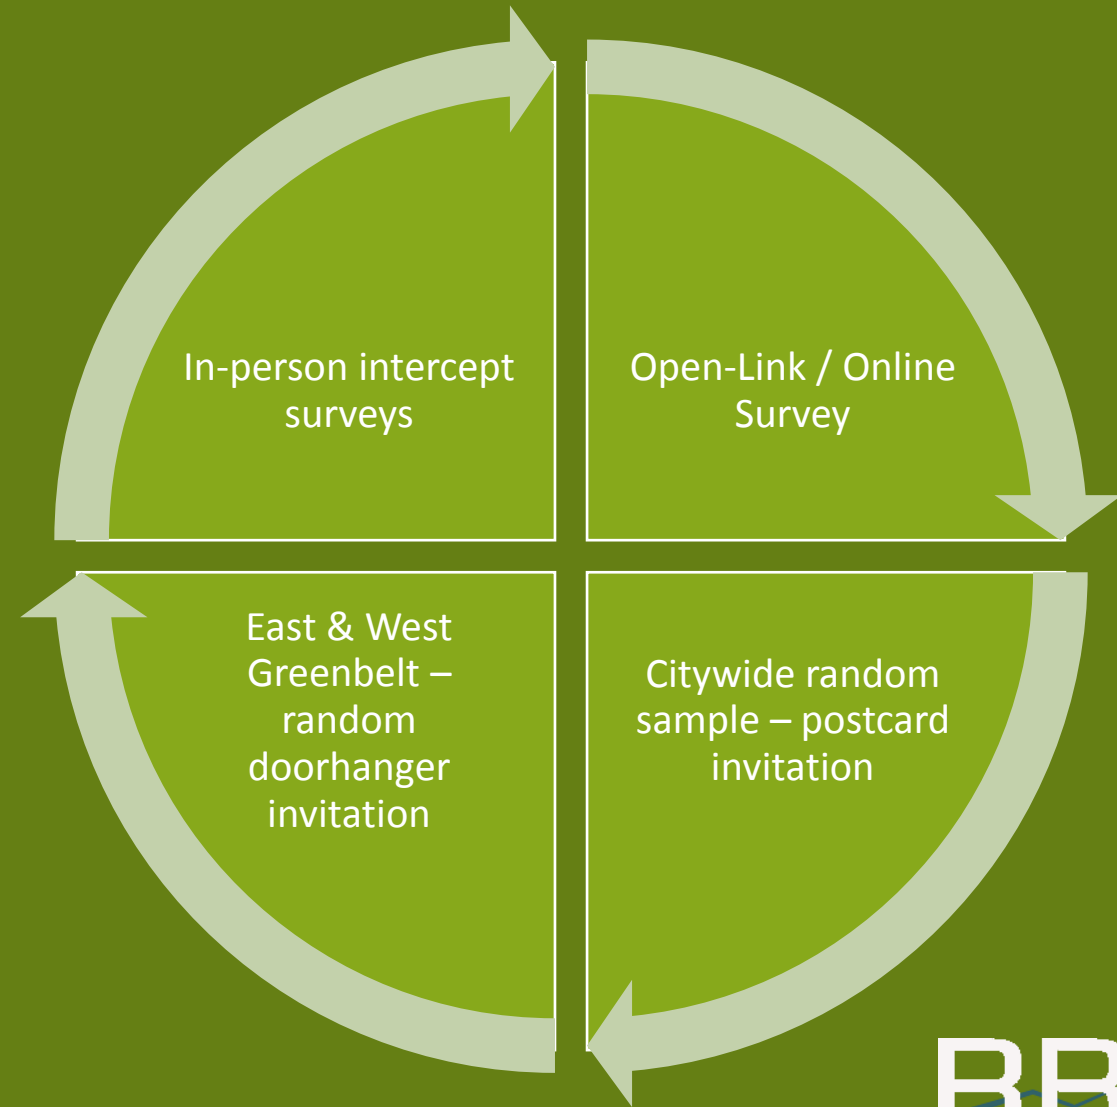 In-person intercept
surveys
Open-Link / Online
Survey
East & West
Greenbelt –
random
doorhanger
invitation
Citywide random
sample – postcard
invitation